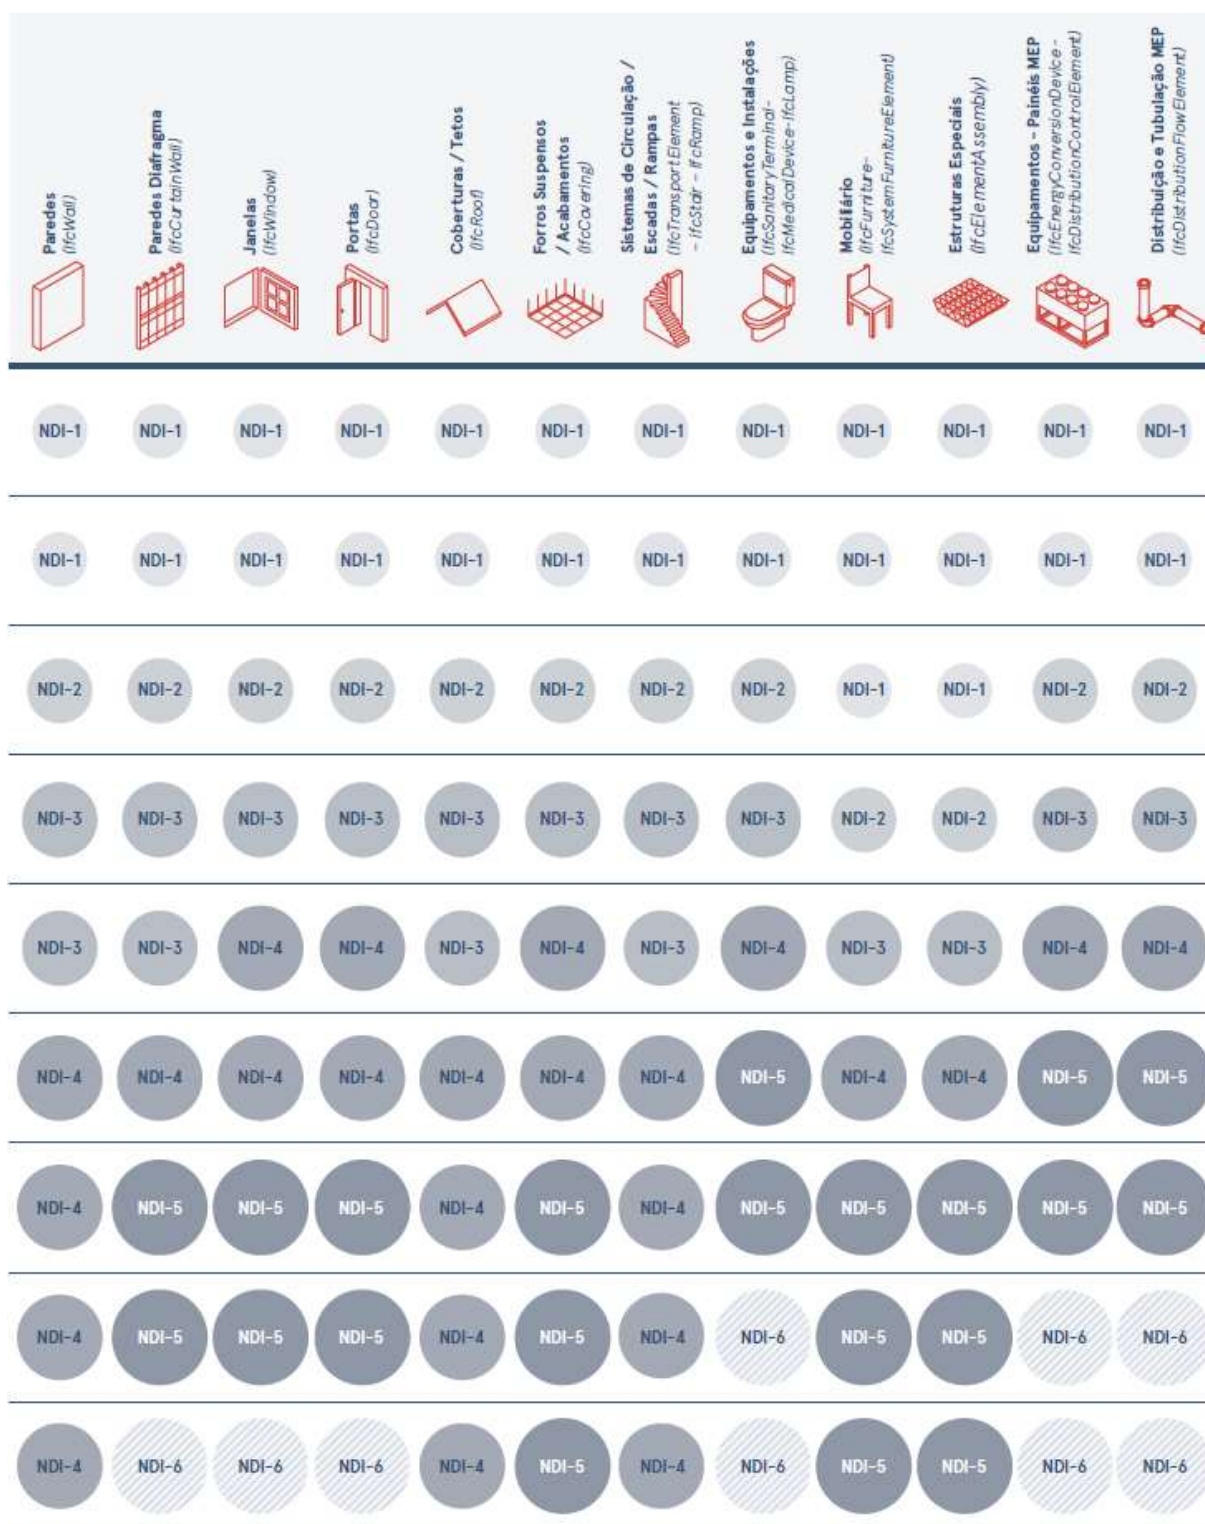 Paredes
(IfcWall)
Paredes Diafragma
(IfcCurtainWall)
Janelas
(IfcWindow)
Portas
(IfcDoor)
Coberturas / Tetos
(IfcRoof)
Forros Suspensos
/ Acabamentos
(IfcCovering)
Sistemas de Circulação /
Escadas / Rampas
(IfcTransportElement
- IfcStair - IfcRamp)
Equipamentos e Instalações
(IfcSanitaryTerminal-
IfcMedicalDevice-IfcLamp)
Mobiliário
(IfcFurniture-
IfcSystemFurnitureElement)
Estruturas Especiais
(IfcElementAssembly)
Equipamentos - Painéis MEP
(IfcEnergyConversionDevice -
IfcDistributionControlElement)
Distribuição e Tubulação MEP
(IfcDistributionFlowElement)
NDI-1 NDI-1 NDI-1 NDI-1 NDI-1 NDI-1 NDI-1 NDI-1 NDI-1 NDI-1 NDI-1 NDI-1
NDI-1 NDI-1 NDI-1 NDI-1 NDI-1 NDI-1 NDI-1 NDI-1 NDI-1 NDI-1 NDI-1 NDI-1
NDI-2 NDI-2 NDI-2 NDI-2 NDI-2 NDI-2 NDI-2 NDI-2 NDI-1 NDI-1 NDI-2 NDI-2
NDI-3 NDI-3 NDI-3 NDI-3 NDI-3 NDI-3 NDI-3 NDI-3 NDI-2 NDI-2 NDI-3 NDI-3
NDI-3 NDI-3 NDI-4 NDI-4 NDI-3 NDI-4 NDI-3 NDI-4 NDI-3 NDI-3 NDI-4 NDI-4
NDI-4 NDI-4 NDI-4 NDI-4 NDI-4 NDI-4 NDI-4 NDI-5 NDI-4 NDI-4 NDI-5 NDI-5
NDI-4 NDI-5 NDI-5 NDI-5 NDI-4 NDI-5 NDI-4 NDI-5 NDI-5 NDI-5 NDI-5 NDI-5
NDI-4 NDI-5 NDI-5 NDI-5 NDI-4 NDI-5 NDI-4 NDI-6 NDI-5 NDI-5 NDI-6 NDI-6
NDI-4 NDI-6 NDI-6 NDI-6 NDI-4 NDI-5 NDI-4 NDI-6 NDI-5 NDI-5 NDI-6 NDI-6